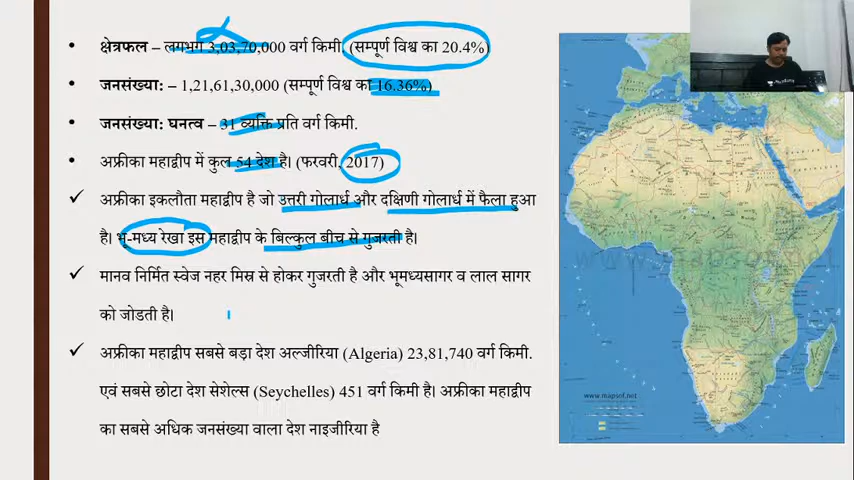 क्षेत्रफल – लगभग 3,03,70,000 वर्ग किमी. (सम्पूर्ण विश्व का 20.4%)
जनसंख्या: – 1,21,61,30,000 (सम्पूर्ण विश्व का 16.36%)
जनसंख्या: घनत्व – 31 व्यक्ति प्रति वर्ग किमी.
अफ्रीका महाद्वीप में कुल 54 देश है। (फरवरी, 2017)
अफ्रीका इकलौता महाद्वीप है जो उत्तरी गोलार्ध और दक्षिणी गोलार्ध में फैला हुआ
है। भू-मध्य रेखा इस महाद्वीप के बिल्कुल बीच से गुजरती है।
मानव निर्मित स्वेज नहर मिस्र से होकर गुजरती है और भूमध्यसागर व लाल सागर
को जोडती है।
अफ्रीका महाद्वीप सबसे बड़ा देश अल्जीरिया (Algeria) 23,81,740 वर्ग किमी.
एवं सबसे छोटा देश सेशेल्स (Seychelles) 451 वर्ग किमी है। अफ्रीका महाद्वीप
का सबसे अधिक जनसंख्या वाला देश नाइजीरिया है
www.mapsof.net